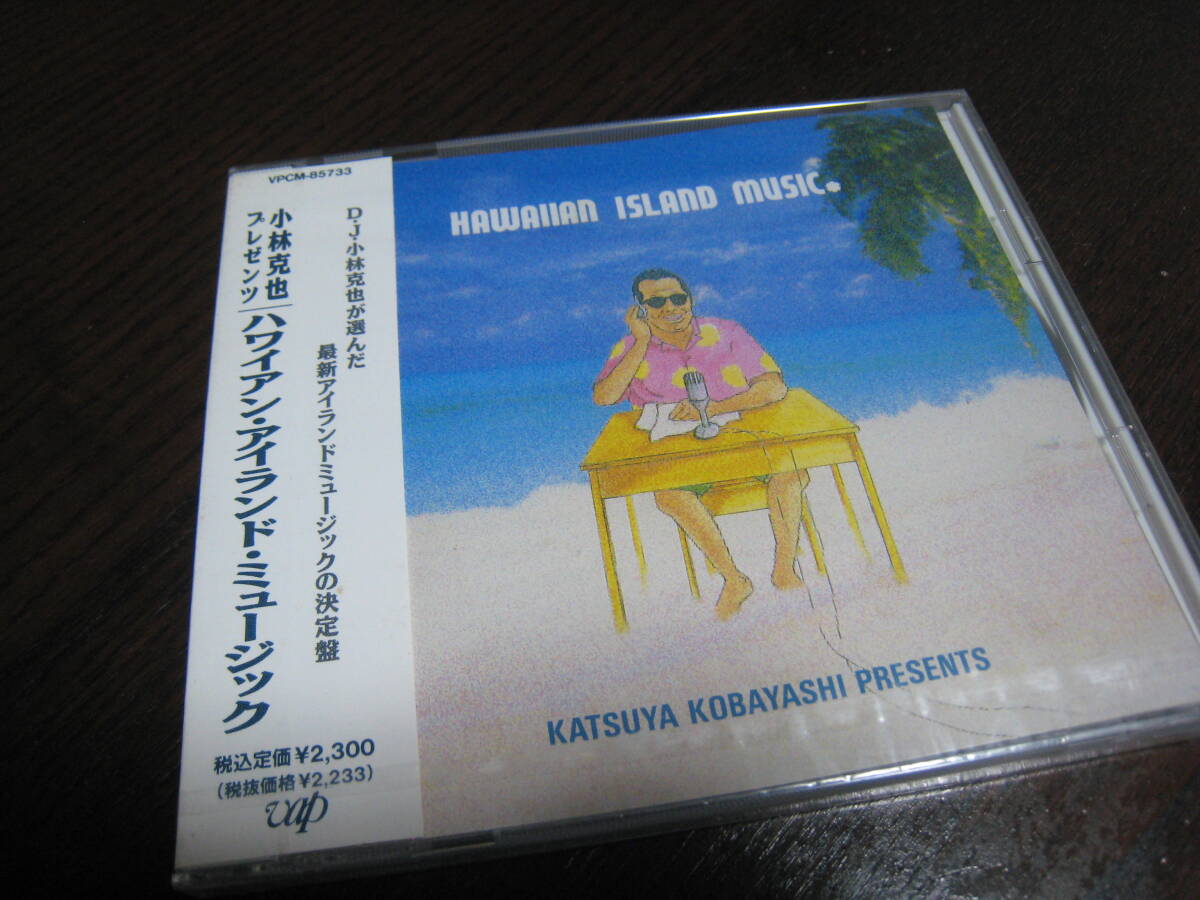 VPCM-85733
D・J・小林克也が選んだ
最新アイランドミュージックの決定盤
小林克也
プレゼンツ
ハワイアン・アイランド・ミュージック
税込定価¥2,300
(税抜価格¥2,233)
vap
HAWAIIAN ISLAND MUSIC
KATSUYA KOBAYASHI PRESENTS